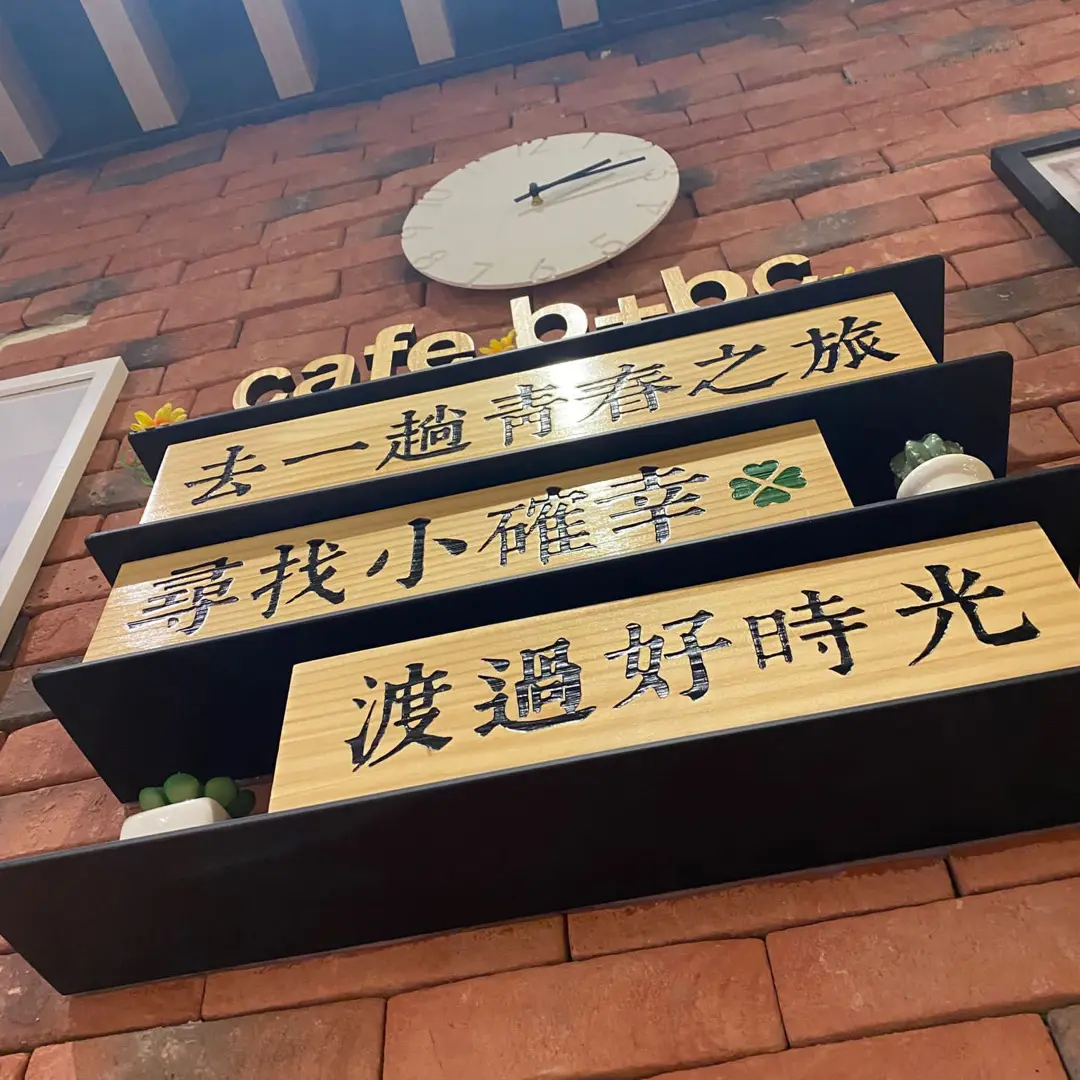 cafe b+bc
去一趟青春之旅
尋找小確幸
渡過好時光